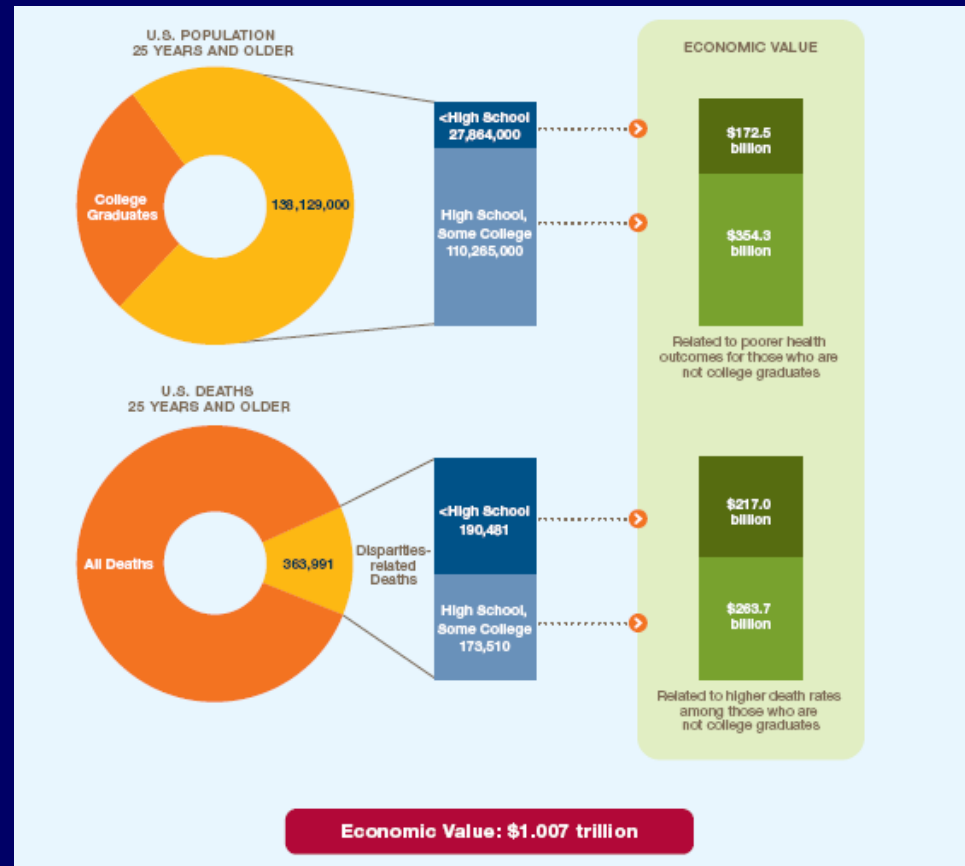 U.S. POPULATION
25 YEARS AND OLDER
College
Graduates
138,129,000
<High School
27,864,000
High School,
Some College
110,265,000
ECONOMIC VALUE
$172.5
billion
$354.3
billion
Related to poorer health
outcomes for those who are
not college graduates
U.S. DEATHS
25 YEARS AND OLDER
All Deaths
363,991
Disparities-
related
Deaths
<High School
190,481
High School,
Some College
173,510
$217.0
billion
$263.7
billion
Related to higher death rates
among those who are
not college graduates
Economic Value: $1.007 trillion